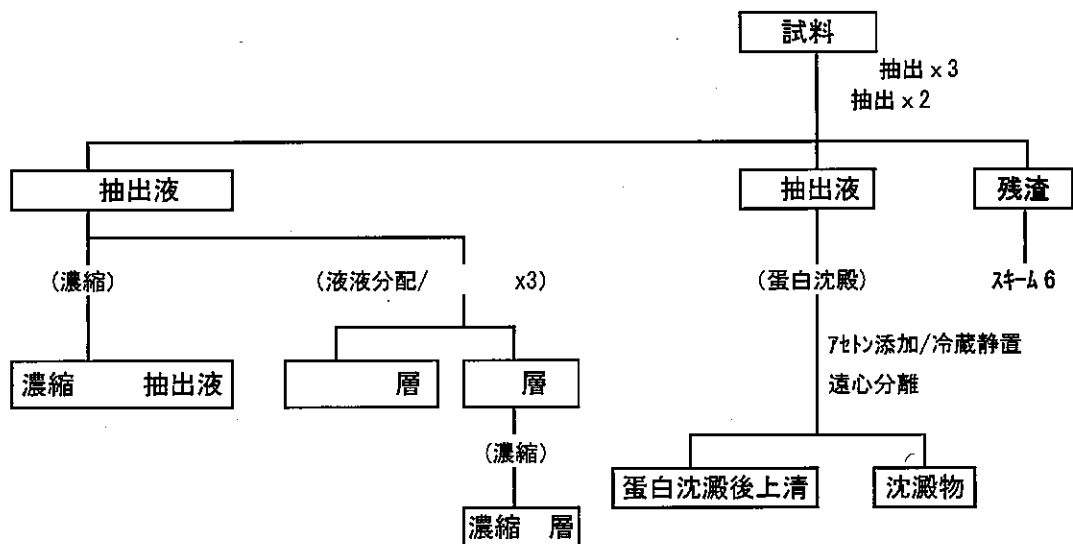 試料
抽出 x 3
抽出 x 2
抽出液
抽出液
残渣
(濃縮)
(液液分配/ x3)
(蛋白沈殿)
スキーム 6
アセトン添加/冷蔵静置
遠心分離
濃縮 抽出液
層
層
(濃縮)
蛋白沈澱後上清
沈澱物
濃縮 層